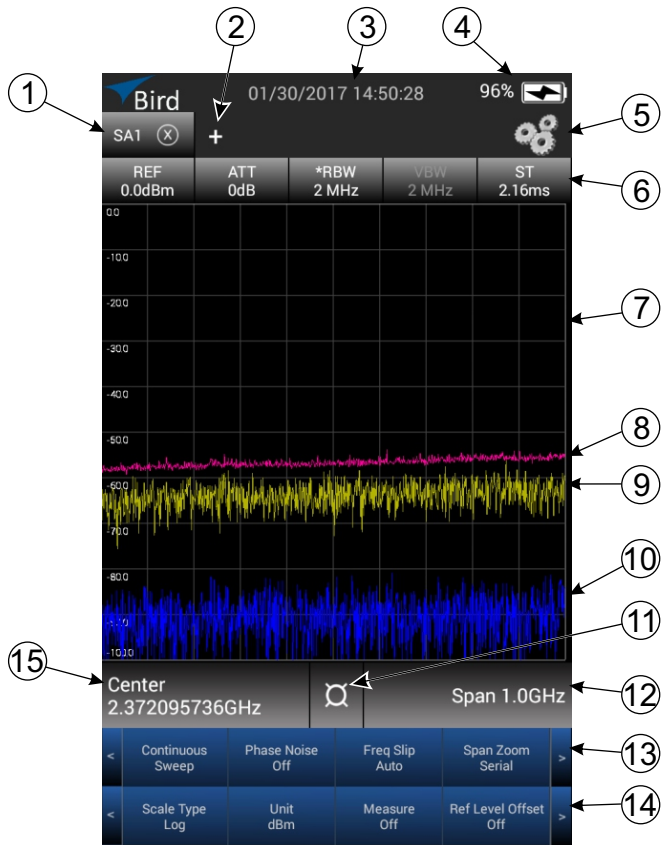 2
3
4
1
Bird
01/30/2017 14:50:28
96%
SA1 X
+
5
REF
0.0dBm
ATT
0dB
*RBW
2 MHz
VBW
2 MHz
ST
2.16ms
6
0.0
-10.0
-20.0
7
-30.0
-40.0
-50.0
8
-60.0
9
-70.0
-80.0
10
-100.0
11
15
Center
2.372095736GHz
Span 1.0GHz
12
<
Continuous
Sweep
Phase Noise
Off
Freq Slip
Auto
Span Zoom
Serial
>
13
<
Scale Type
Log
Unit
dBm
Measure
Off
Ref Level Offset
Off
>
14